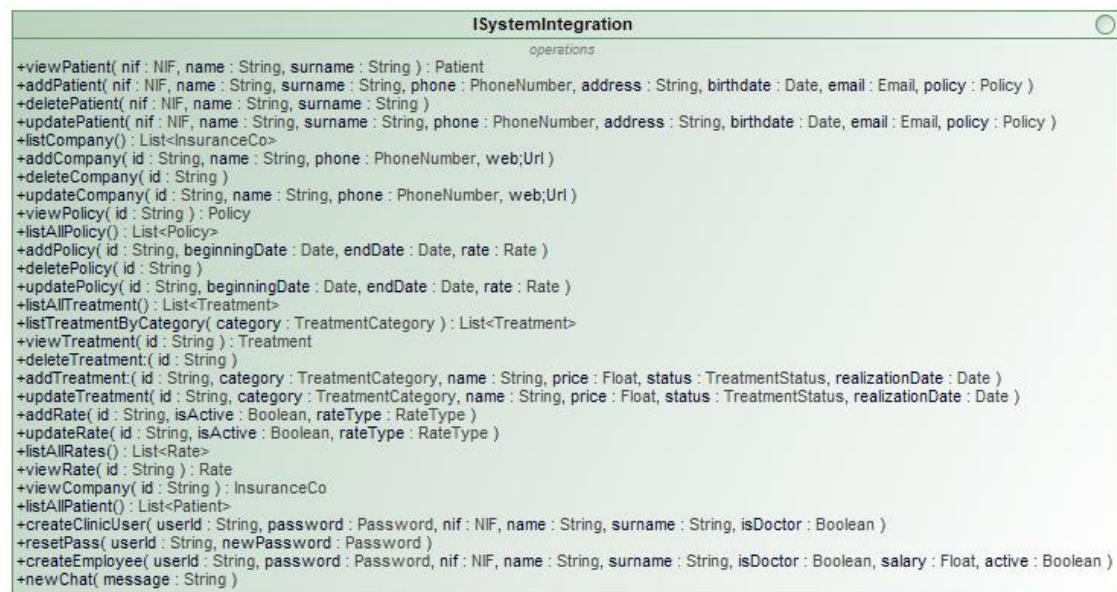 ISystemIntegration
operations
+viewPatient( nif : NIF, name : String, surname : String ) : Patient
+addPatient( nif : NIF, name : String, surname : String, phone : PhoneNumber, address : String, birthdate : Date, email : Email, policy : Policy )
+deletePatient( nif : NIF, name : String, surname : String )
+updatePatient( nif : NIF, name : String, surname : String, phone : PhoneNumber, address : String, birthdate : Date, email : Email, policy : Policy )
+listCompany() : List<InsuranceCo>
+addCompany( id : String, name : String, phone : PhoneNumber, web;Url )
+deleteCompany( id : String )
+updateCompany( id : String, name : String, phone : PhoneNumber, web;Url )
+viewPolicy( id : String ) : Policy
+listAllPolicy() : List<Policy>
+addPolicy( id : String, beginningDate : Date, endDate : Date, rate : Rate )
+deletePolicy( id : String )
+updatePolicy( id : String, beginningDate : Date, endDate : Date, rate : Rate )
+listAllTreatment() : List<Treatment>
+listTreatmentByCategory( category : TreatmentCategory ) : List<Treatment>
+viewTreatment( id : String ) : Treatment
+deleteTreatment:( id : String )
+addTreatment:( id : String, category : TreatmentCategory, name : String, price : Float, status : TreatmentStatus, realizationDate : Date )
+updateTreatment( id : String, category : TreatmentCategory, name : String, price : Float, status : TreatmentStatus, realizationDate : Date )
+addRate( id : String, isActive : Boolean, rateType : RateType )
+updateRate( id : String, isActive : Boolean, rateType : RateType )
+listAllRates() : List<Rate>
+viewRate( id : String ) : Rate
+viewCompany( id : String ) : InsuranceCo
+listAllPatient() : List<Patient>
+createClinicUser( userId : String, password : Password, nif : NIF, name : String, surname : String, isDoctor : Boolean )
+resetPass( userId : String, newPassword : Password )
+createEmployee( userId : String, password : Password, nif : NIF, name : String, surname : String, isDoctor : Boolean, salary : Float, active : Boolean )
+newChat( message : String )